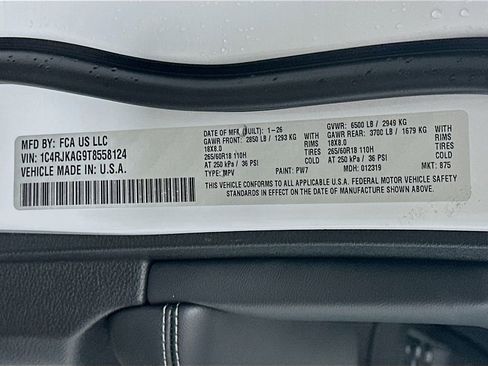 MFD BY: FCA US LLC
VIN: 1C4RJKAG9T8558124
VEHICLE MADE IN: U.S.A.
DATE OF MFR (BUILT): 1-26 GVWR: 6500 LB / 2949 KG
GAWR FRONT: 2850 LB / 1293 KG WITH GAWR REAR: 3700 LB / 1679 KG WITH
18X8.0 RIMS 18X8.0 RIMS
265/60R18 110H TIRES 265/60R18 110H TIRES
AT 250 kPa / 36 PSI COLD AT 250 kPa / 36 PSI COLD
TYPE: MPV PAINT: PW7 MDH: 012319 MKT: 875
THIS VEHICLE CONFORMS TO ALL APPLICABLE U.S.A. FEDERAL MOTOR VEHICLE SAFETY
STANDARDS IN EFFECT ON THE DATE OF MANUFACTURE SHOWN ABOVE